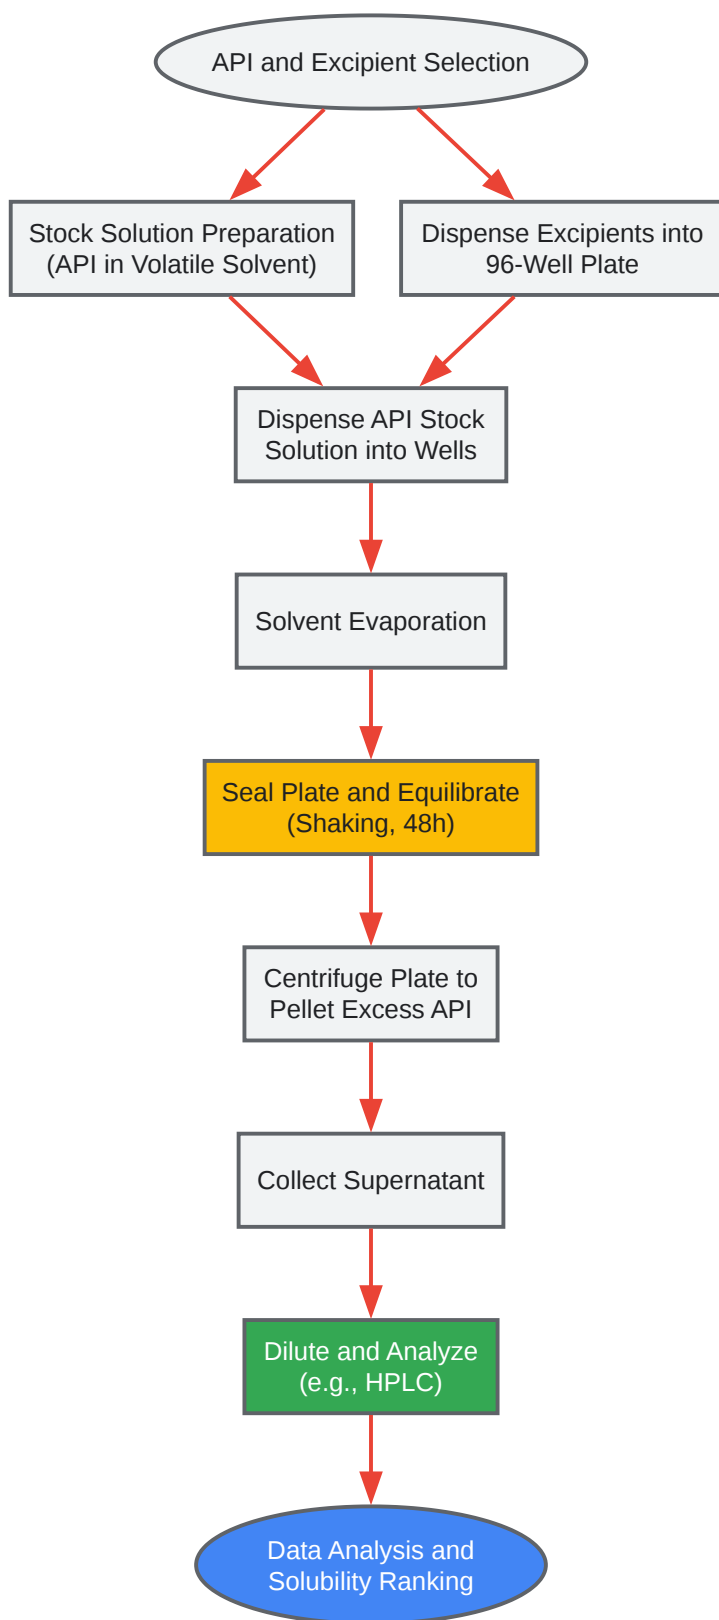 API and Excipient Selection
Stock Solution Preparation
(API in Volatile Solvent)
Dispense Excipients into
96-Well Plate
Dispense API Stock
Solution into Wells
Solvent Evaporation
Seal Plate and Equilibrate
(Shaking, 48h)
Centrifuge Plate to
Pellet Excess API
Collect Supernatant
Dilute and Analyze
(e.g., HPLC)
Data Analysis and
Solubility Ranking